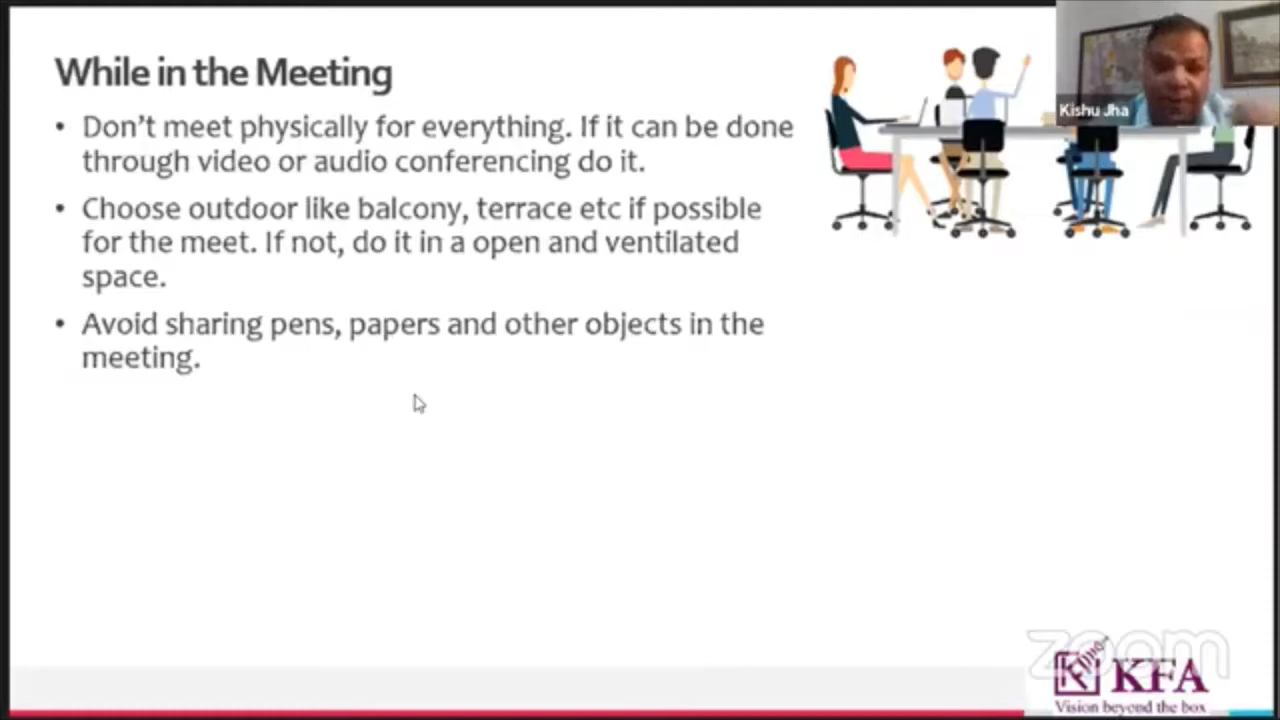 While in the Meeting
Kishu Jha
• Don't meet physically for everything. If it can be done
through video or audio conferencing do it.
• Choose outdoor like balcony, terrace etc if possible
for the meet. If not, do it in a open and ventilated
space.
• Avoid sharing pens, papers and other objects in the
meeting.
zoom
KFA
Vision beyond the box